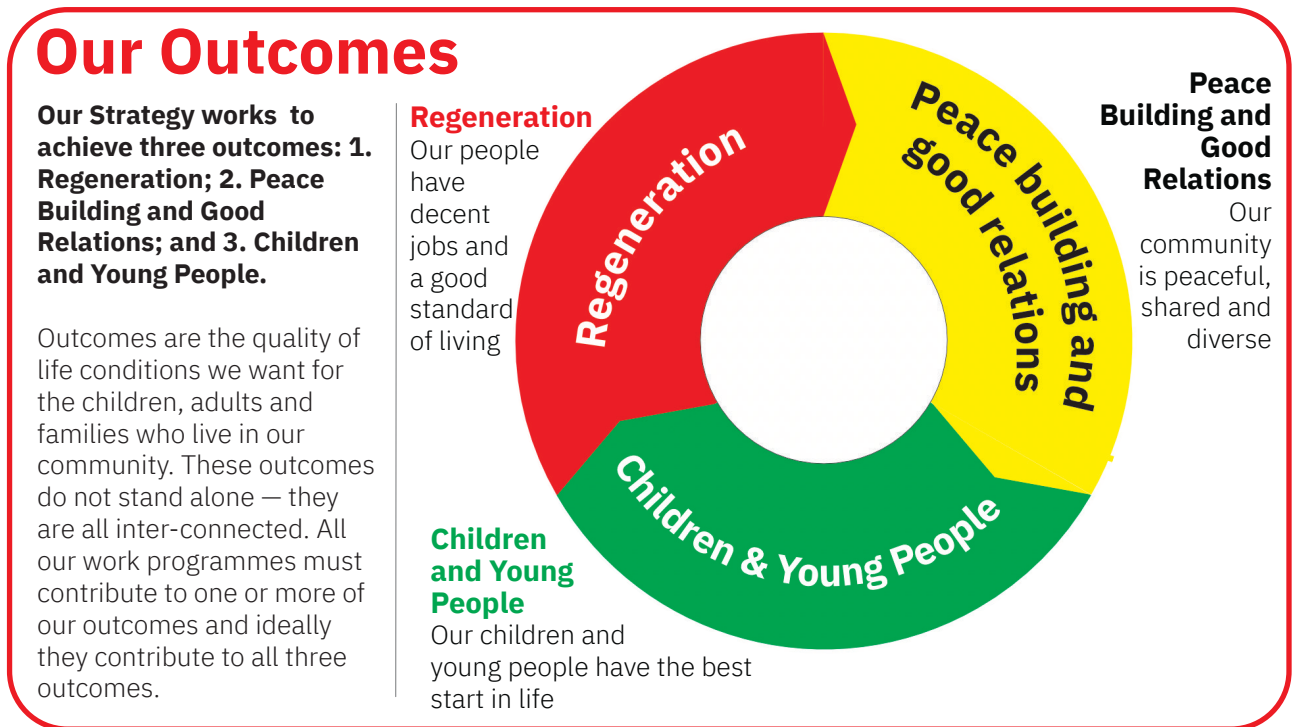 Our Outcomes
Our Strategy works to
achieve three outcomes: 1.
Regeneration; 2. Peace
Building and Good
Relations; and 3. Children
and Young People.
Outcomes are the quality of
life conditions we want for
the children, adults and
families who live in our
community. These outcomes
do not stand alone — they
are all inter-connected. All
our work programmes must
contribute to one or more of
our outcomes and ideally
they contribute to all three
outcomes.
Regeneration
Our people
have
decent
jobs and
a good
standard
of living
Regeneration
Peace building and
good relations
Children & Young People
Peace
Building and
Good
Relations
Our
community
is peaceful,
shared and
diverse
Children
and Young
People
Our children and
young people have the best
start in life